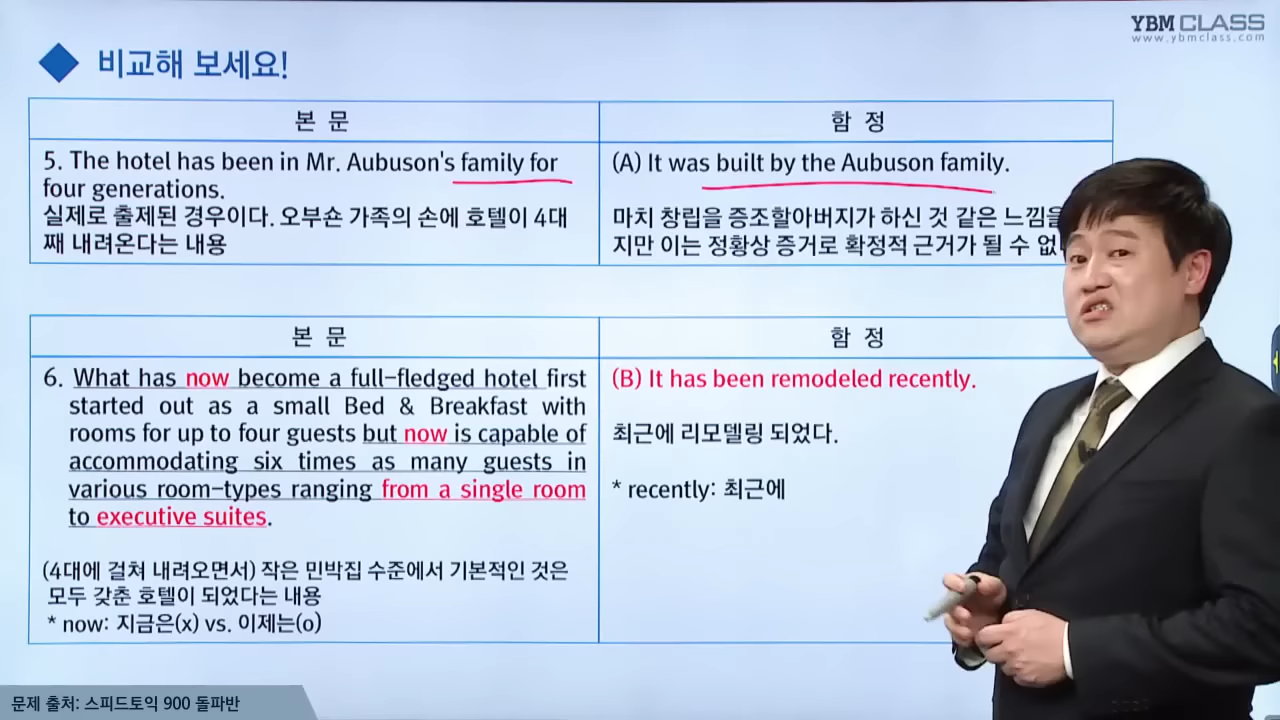 YBM CLASS
www.ybmclass.com
비교해 보세요!
본 문
함 정
5. The hotel has been in Mr. Aubuson's family for
four generations.
실제로 출제된 경우이다. 오부숀 가족의 손에 호텔이 4대
째 내려온다는 내용
(A) It was built by the Aubuson family.
마치 창립을 증조할아버지가 하신 것 같은 느낌을
지만 이는 정황상 증거로 확정적 근거가 될 수
본 문
함 정
6. What has now become a full-fledged hotel first
started out as a small Bed & Breakfast with
rooms for up to four guests but now is capable of
accommodating six times as many guests in
various room-types ranging from a single room
to executive suites.
(4대에 걸쳐 내려오면서) 작은 민박집 수준에서 기본적인 것은
모두 갖춘 호텔이 되었다는 내용
* now: 지금은(x) vs. 이제는(o)
(B) It has been remodeled recently.
최근에 리모델링 되었다.
* recently: 최근에
문제 출처: 스피드토익 900 돌파반